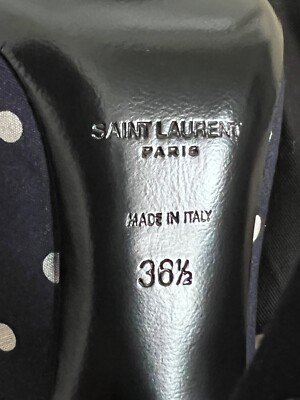 SAINT LAURENT
PARIS
MADE IN ITALY
36½